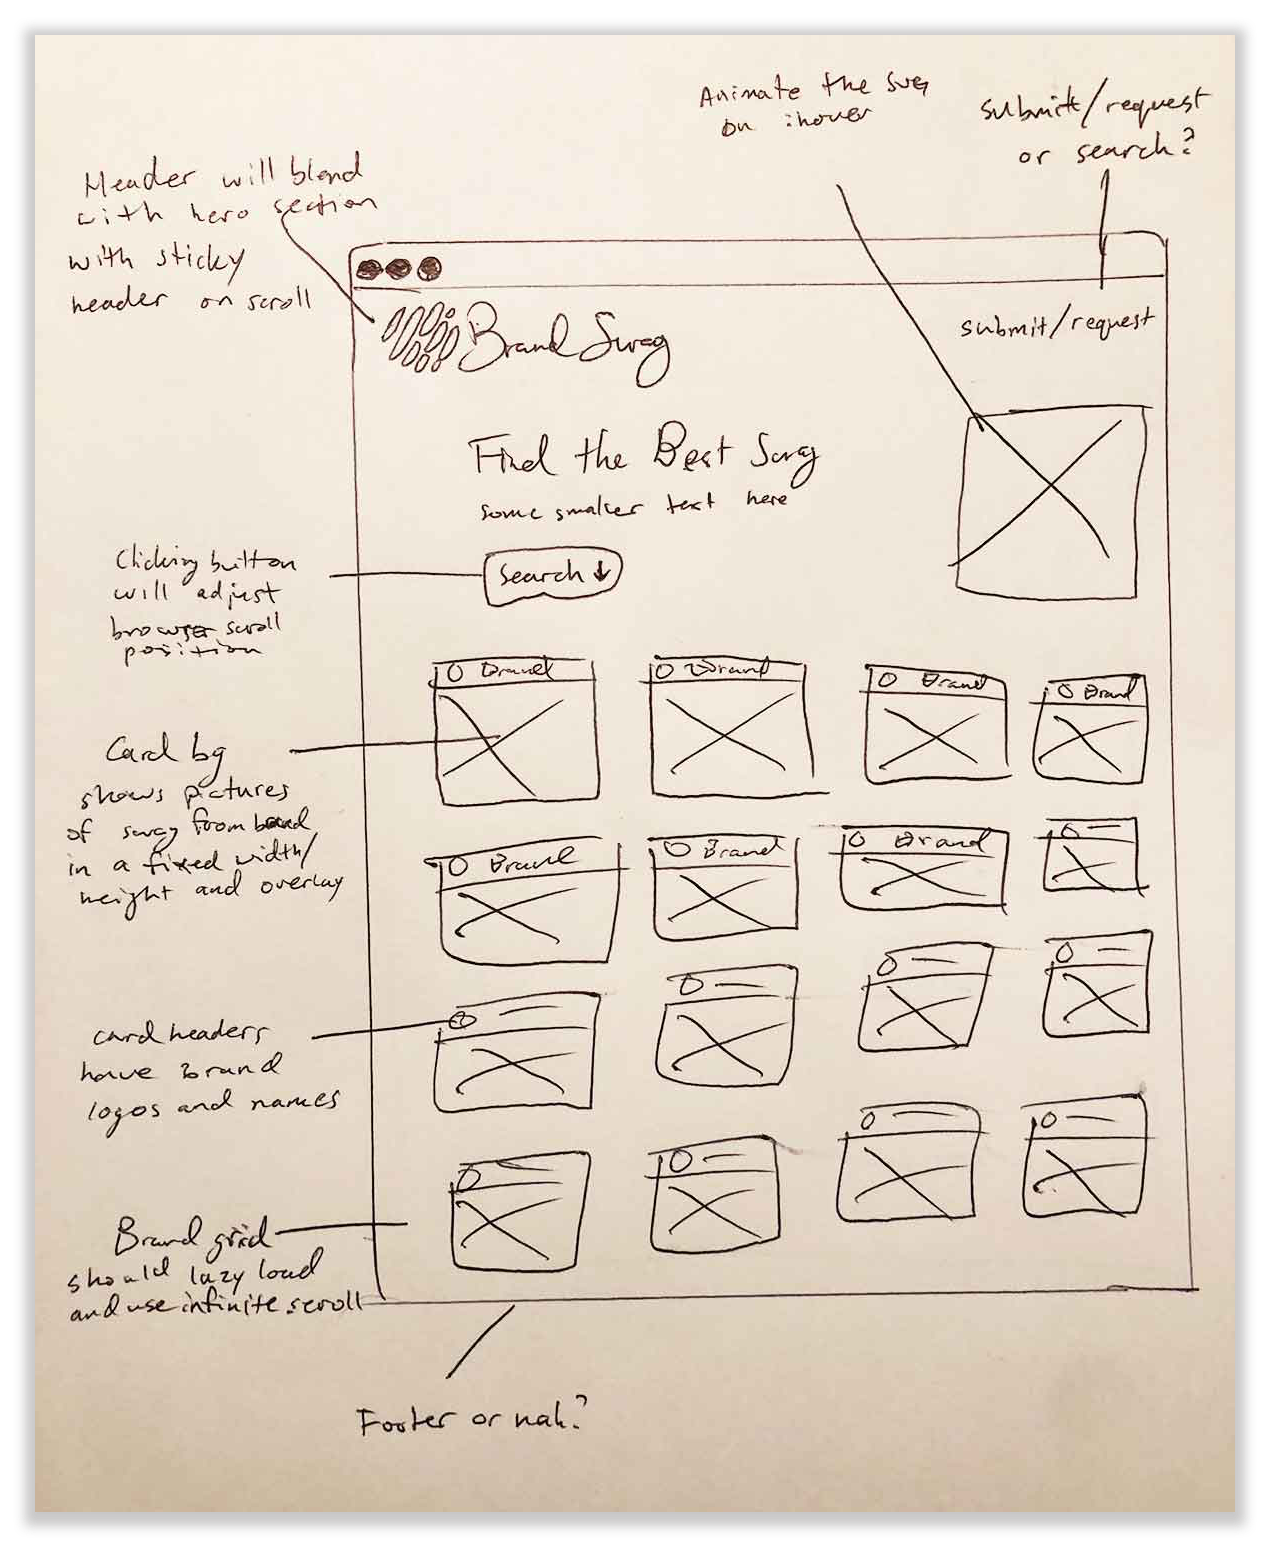 Animate the SVG
on hover
submit/request
or search?
Header will blend
with hero section
with sticky
header on scroll
Brand Swag
submit/request
Find the Best Swag
some smaller text here
Search ↓
Clicking button
will adjust
browser scroll
position
Brand
Brand
Brand
Brand
Card bg
shows pictures
of swag from brand
in a fixed width/
height and overlay
Brand
Brand
Brand
card headers
have Brand
logos and names
Brand grid
should lazy load
and use infinite scroll
Footer or nah?